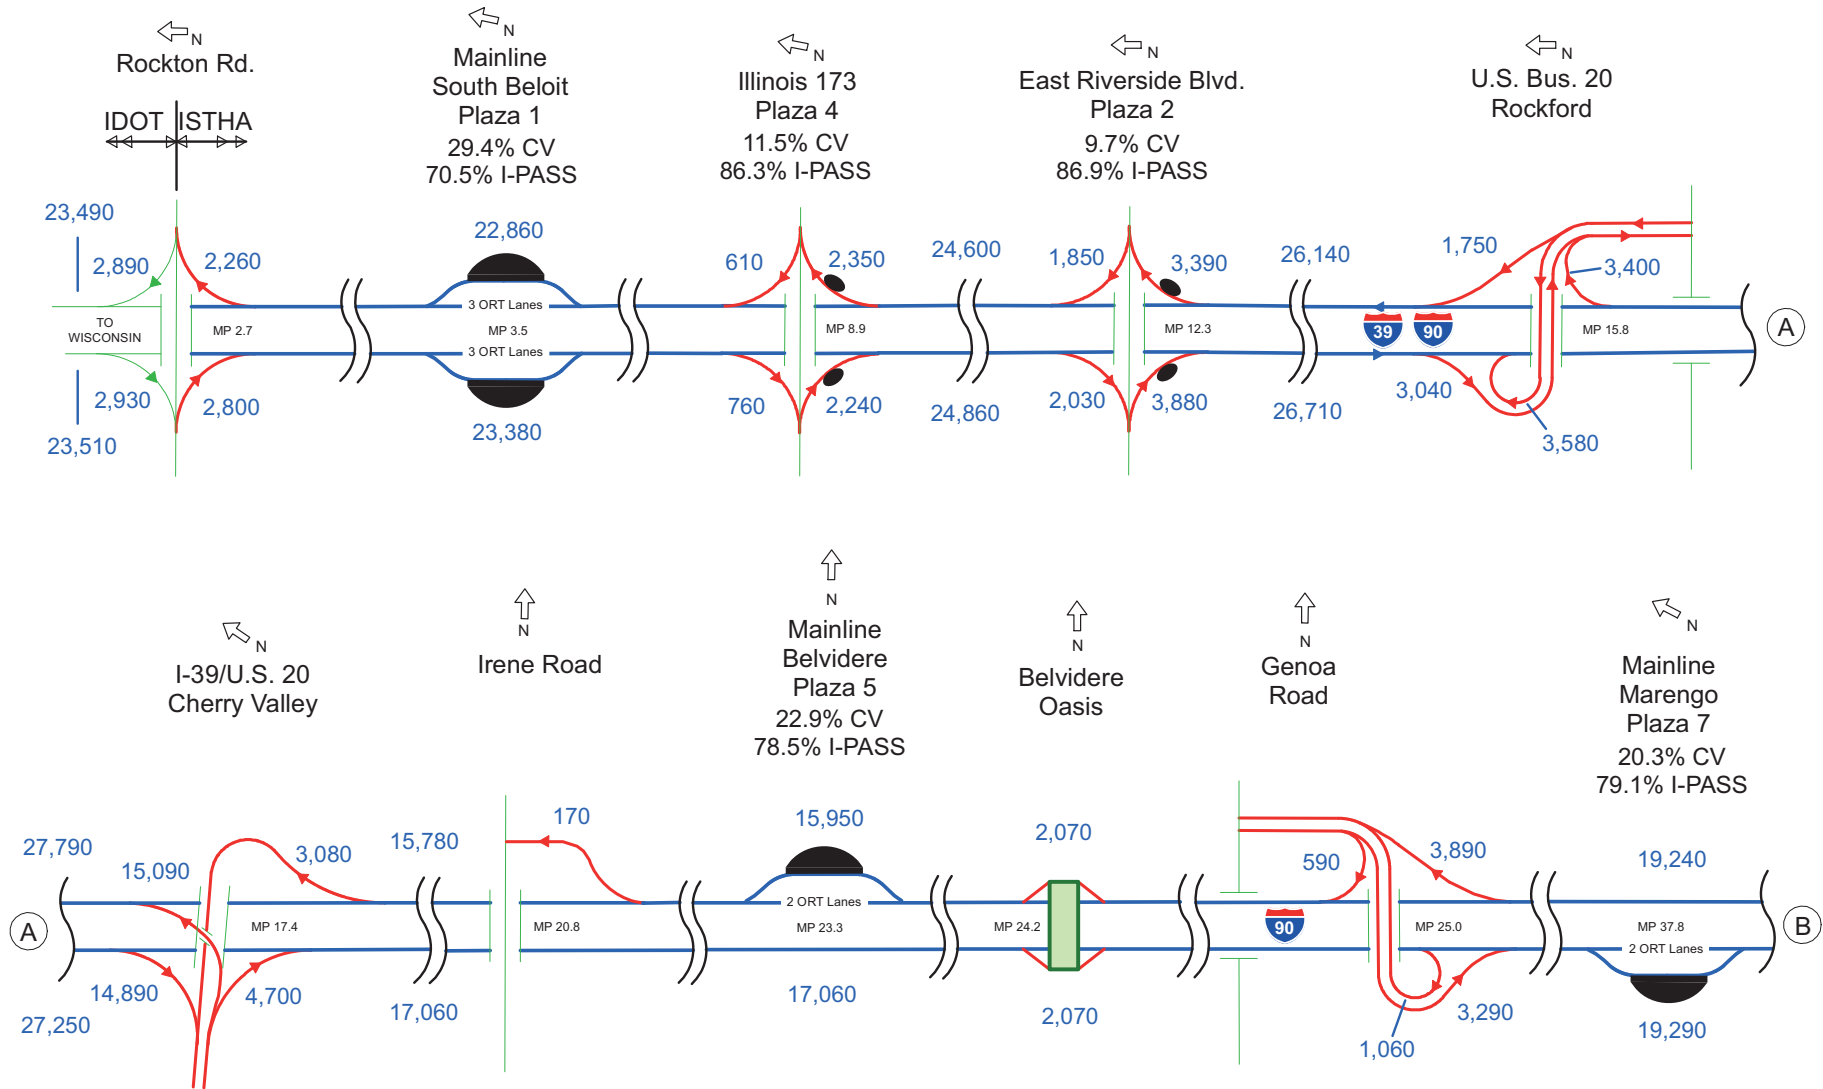 N
Rockton Rd.
IDOT ISTHA
N
Mainline
South Beloit
Plaza 1
29.4% CV
70.5% I-PASS
N
Illinois 173
Plaza 4
11.5% CV
86.3% I-PASS
N
East Riverside Blvd.
Plaza 2
9.7% CV
86.9% I-PASS
N
U.S. Bus. 20
Rockford
23,490
2,890
2,260
22,860
610
2,350
24,600
1,850
3,390
26,140
1,750
3,400
TO
WISCONSIN
MP 2.7
3 ORT Lanes
MP 3.5
3 ORT Lanes
MP 8.9
MP 12.3
39
90
MP 15.8
A
2,930
23,510
2,800
23,380
760
2,240
24,860
2,030
3,880
26,710
3,040
3,580
N
I-39/U.S. 20
Cherry Valley
N
Irene Road
N
Mainline
Belvidere
Plaza 5
22.9% CV
78.5% I-PASS
N
Belvidere
Oasis
N
Genoa
Road
N
Mainline
Marengo
Plaza 7
20.3% CV
79.1% I-PASS
27,790
15,090
3,080
15,780
170
15,950
2,070
590
3,890
19,240
A
MP 17.4
MP 20.8
2 ORT Lanes
MP 23.3
MP 24.2
90
MP 25.0
MP 37.8
2 ORT Lanes
B
14,890
27,250
4,700
17,060
17,060
2,070
1,060
3,290
19,290